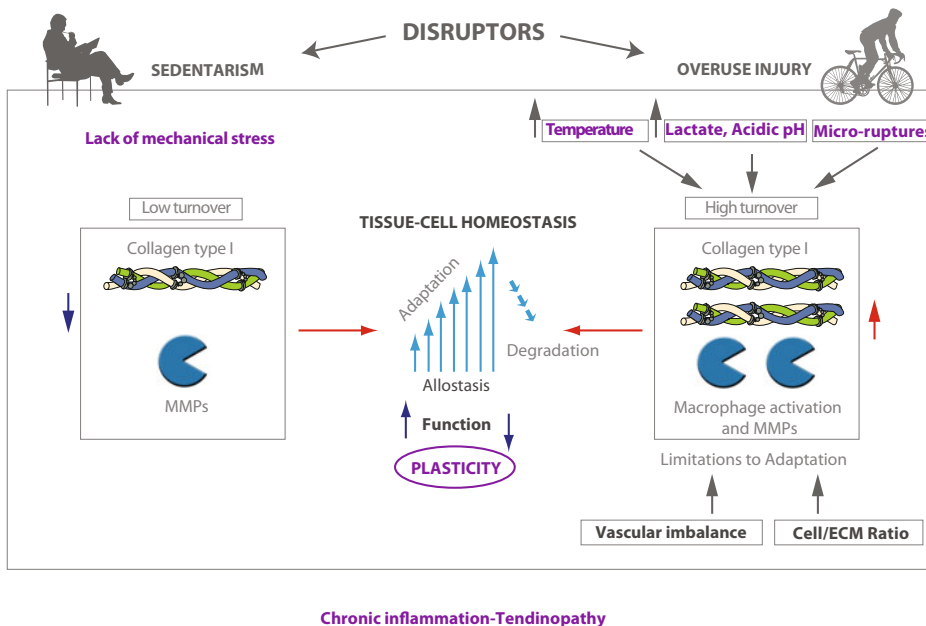 DISRUPTORS
SEDENTARISM
OVERUSE INJURY
Lack of mechanical stress
Temperature
Lactate, Acidic pH
Micro-ruptures
Low turnover
High turnover
TISSUE-CELL HOMEOSTASIS
Collagen type I
Collagen type I
Adaptation
Degradation
MMPs
Allostasis
Macrophage activation
and MMPs
Function
PLASTICITY
Limitations to Adaptation
Vascular imbalance
Cell/ECM Ratio
Chronic inflammation-Tendinopathy